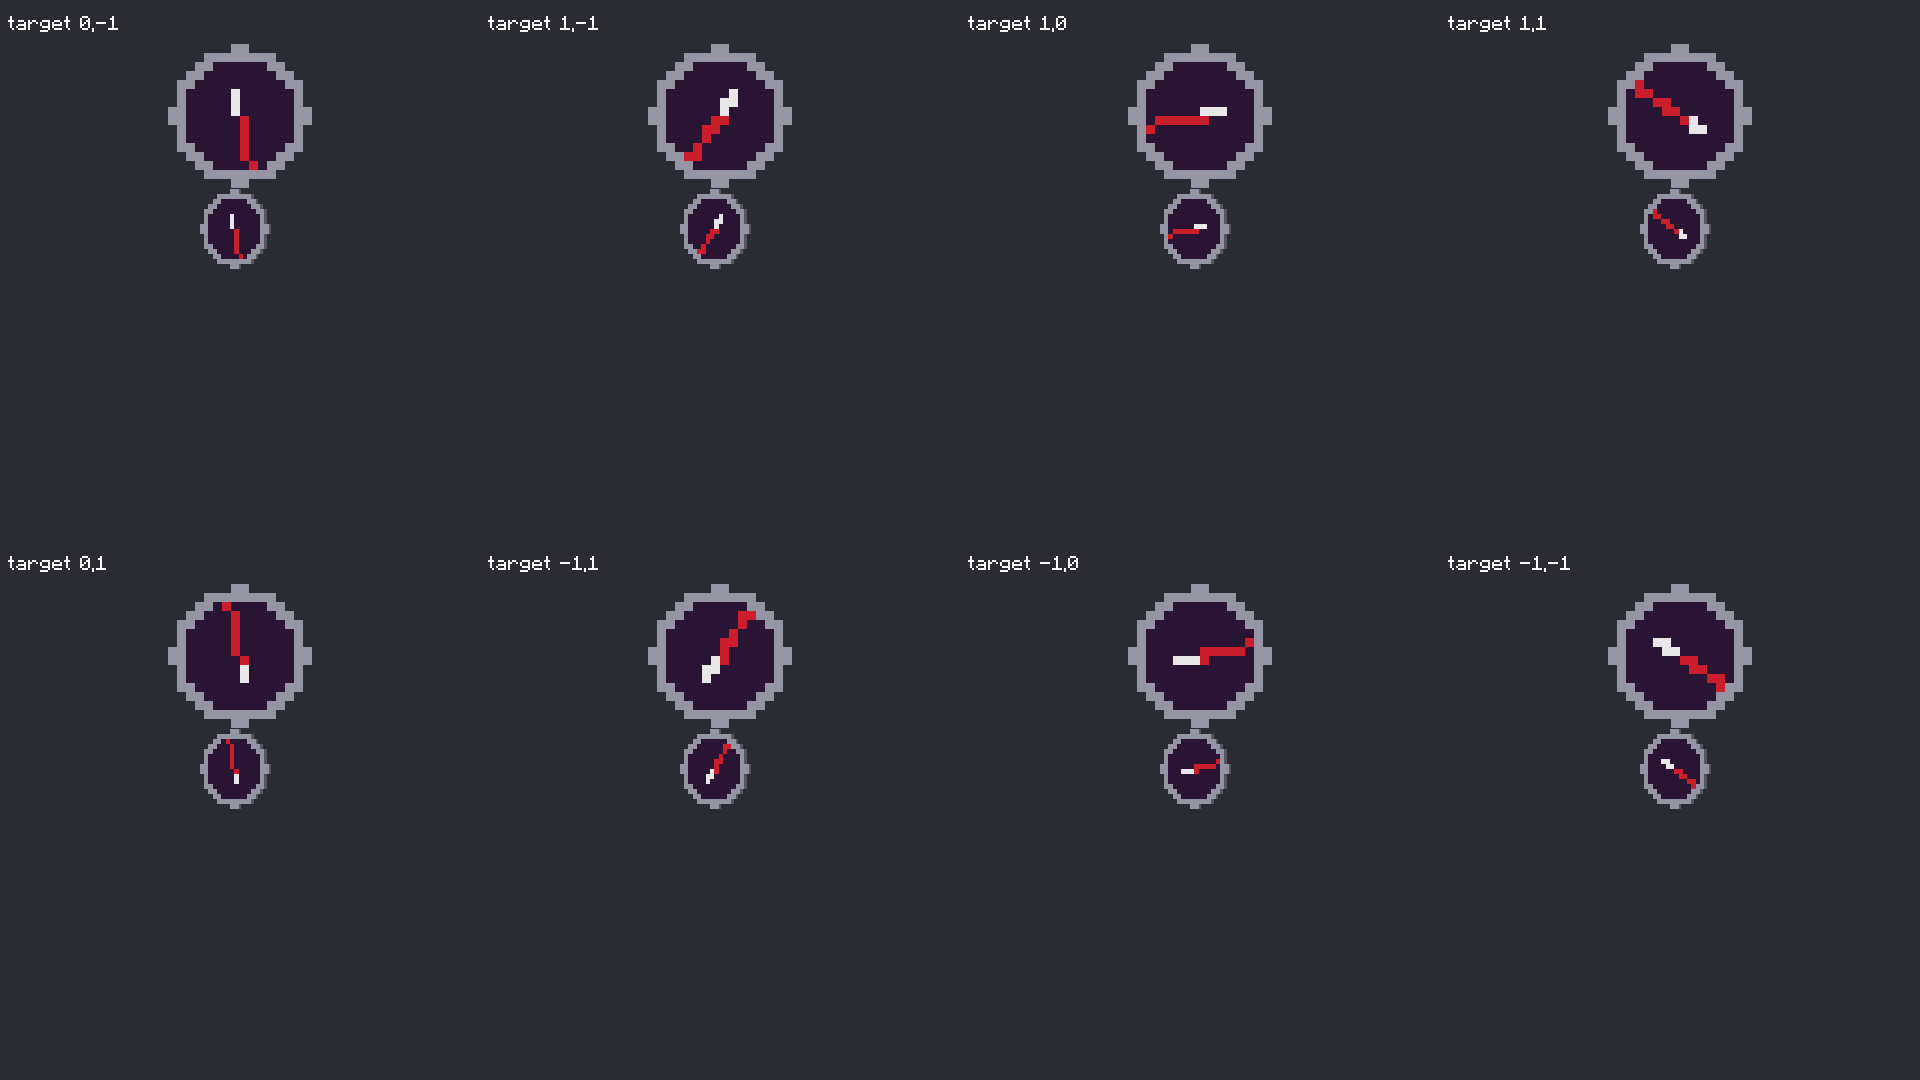 target 0,-1
target 1,-1
target 1,0
target 1,1
target 0,1
target -1,1
target -1,0
target -1,-1